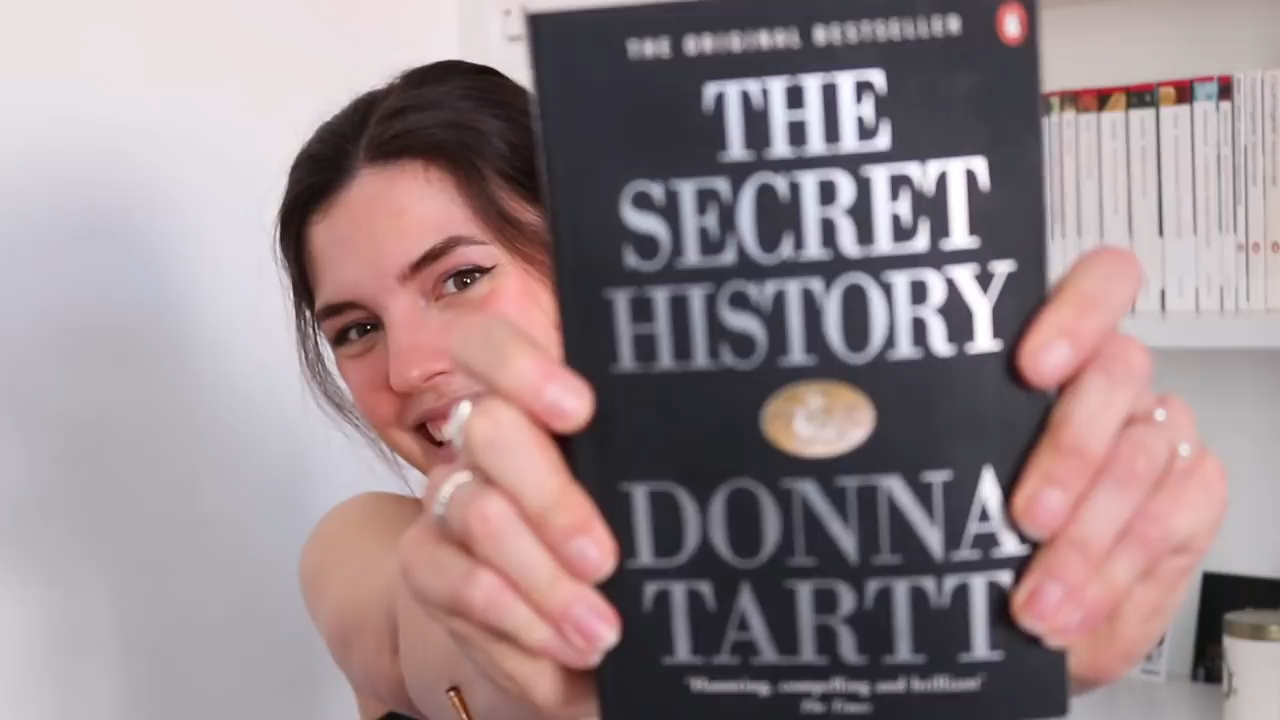 THE ORIGINAL BESTSELLER
THE
SECRET
HISTORY
DONNA
TARTT
'Haunting, compelling and brilliant'
The Times